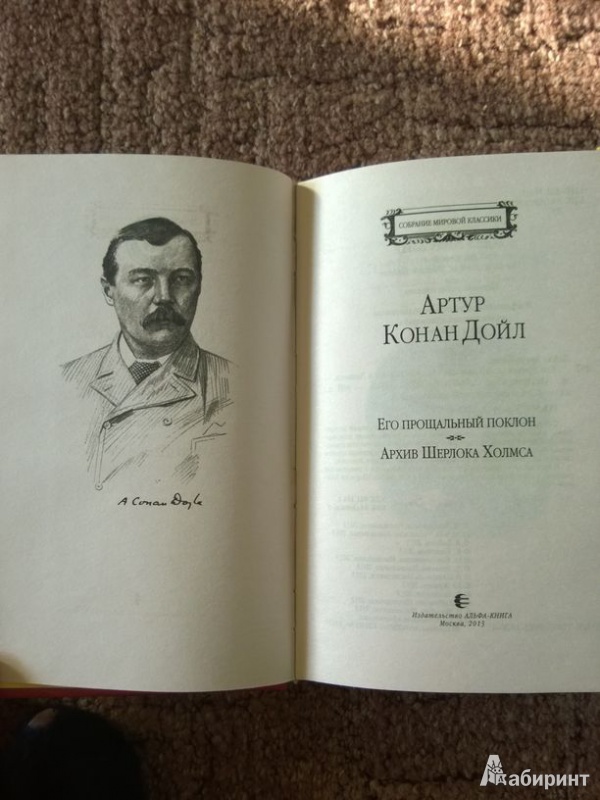 A Conan Doyle
СОБРАНИЕ МИРОВОЙ КЛАССИКИ
АРТУР
КОНАН ДОЙЛ
ЕГО ПРОЩАЛЬНЫЙ ПОКЛОН
АРХИВ ШЕРЛОКА ХОЛМСА
Издательство АЛЬФА-КНИГА
Москва, 2015
Лабиринт